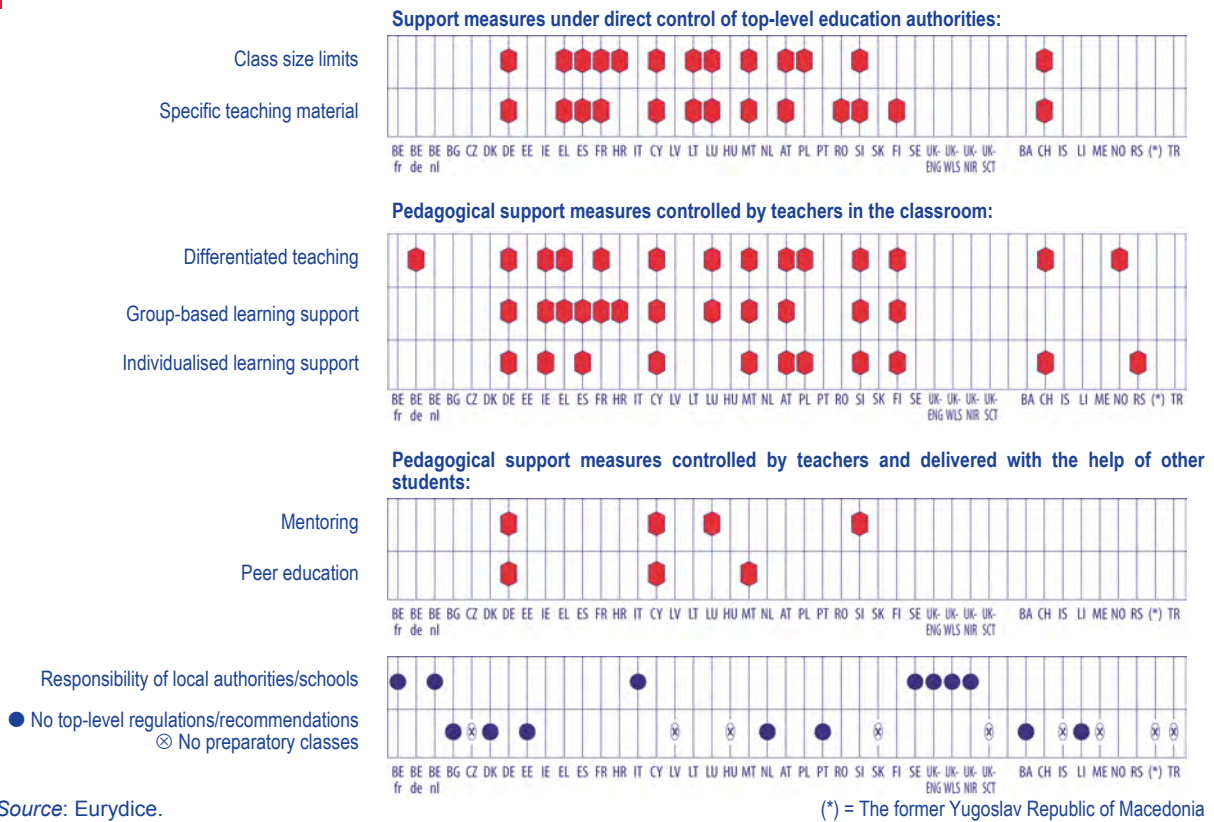 Support measures under direct control of top-level education authorities:
Class size limits
Specific teaching material
BE BE BE BG CZ DK DE EE IE EL ES FR HR IT CY LV LT LU HU MT NL AT PL PT RO SI SK FI SE UK- UK- UK- UK- BA CH IS LI ME NO RS (*) TR
fr de nl ENG WLS NIR SCT
Pedagogical support measures controlled by teachers in the classroom:
Differentiated teaching
Group-based learning support
Individualised learning support
BE BE BE BG CZ DK DE EE IE EL ES FR HR IT CY LV LT LU HU MT NL AT PL PT RO SI SK FI SE UK- UK- UK- UK- BA CH IS LI ME NO RS (*) TR
fr de nl ENG WLS NIR SCT
Pedagogical support measures controlled by teachers and delivered with the help of other
students:
Mentoring
Peer education
BE BE BE BG CZ DK DE EE IE EL ES FR HR IT CY LV LT LU HU MT NL AT PL PT RO SI SK FI SE UK- UK- UK- UK- BA CH IS LI ME NO RS (*) TR
fr de nl ENG WLS NIR SCT
Responsibility of local authorities/schools
● No top-level regulations/recommendations
⊗ No preparatory classes
BE BE BE BG CZ DK DE EE IE EL ES FR HR IT CY LV LT LU HU MT NL AT PL PT RO SI SK FI SE UK- UK- UK- UK- BA CH IS LI ME NO RS (*) TR
fr de nl ENG WLS NIR SCT
Source: Eurydice.
(*) = The former Yugoslav Republic of Macedonia